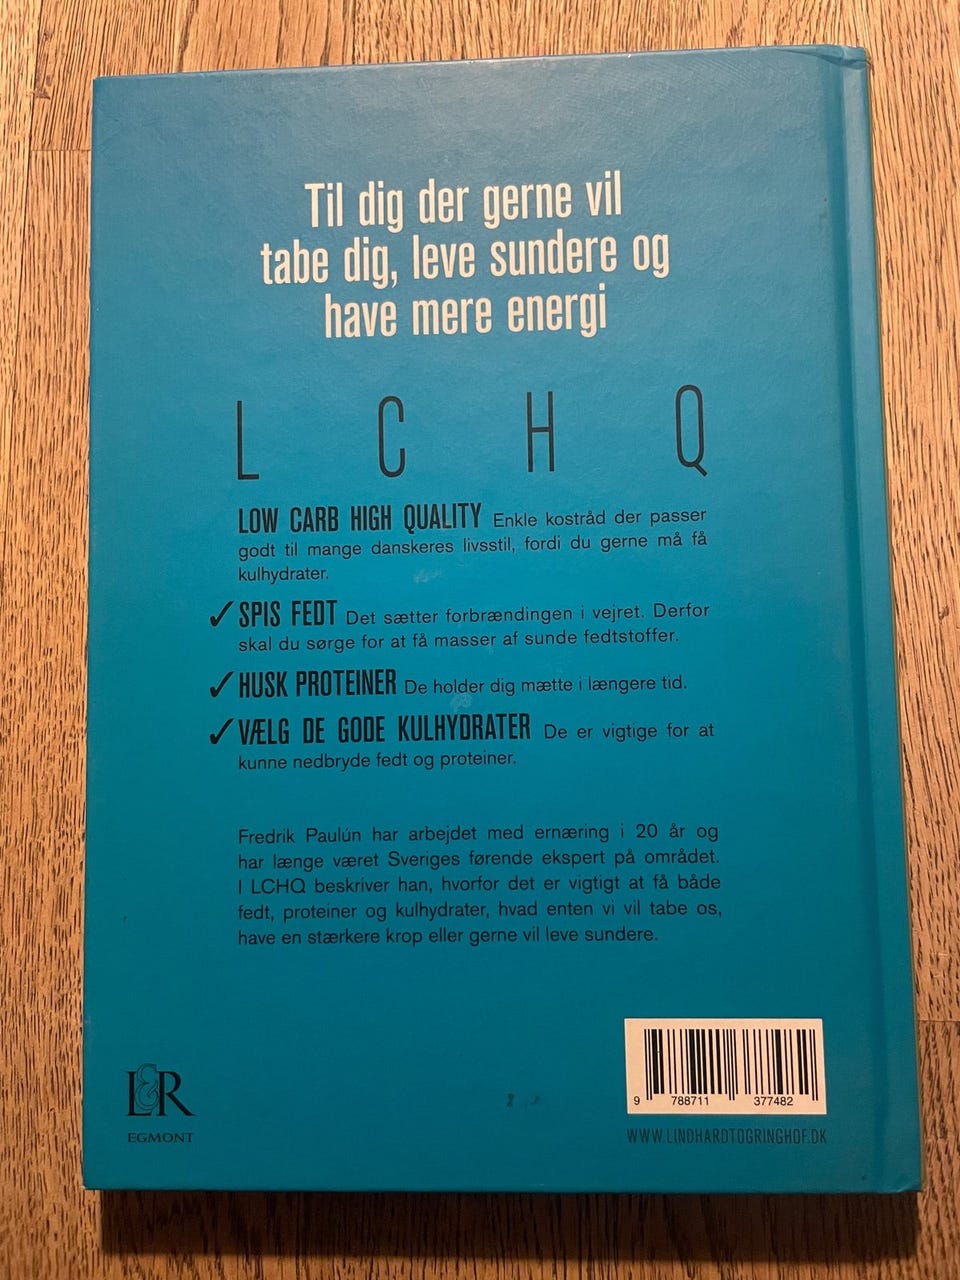 Til dig der gerne vil
tabe dig, leve sundere og
have mere energi
L C H Q
LOW CARB HIGH QUALITY Enkle kostråd der passer
godt til mange danskeres livsstil, fordi du gerne må få
kulhydrater.
✓ SPIS FEDT Det sætter forbrændingen i vejret. Derfor
skal du sørge for at få masser af sunde fedtstoffer.
✓ HUSK PROTEINER De holder dig mætte i længere tid.
✓ VÆLG DE GODE KULHYDRATER De er vigtige for at
kunne nedbryde fedt og proteiner.
Fredrik Paulún har arbejdet med ernæring i 20 år og
har længe været Sveriges førende ekspert på området.
I LCHQ beskriver han, hvorfor det er vigtigt at få både
fedt, proteiner og kulhydrater, hvad enten vi vil tabe os,
have en stærkere krop eller gerne vil leve sundere.
L&R
EGMONT
9 788711 377482
WWW.LINDHARDTOGRINGHOF.DK